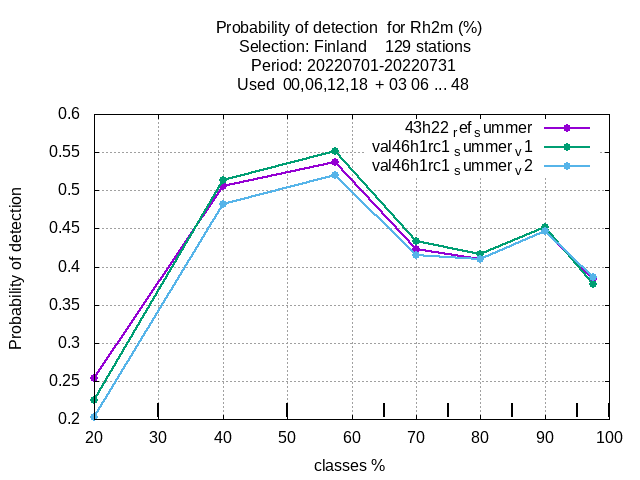 Probability of detection for Rh2m (%)
Selection: Finland 129 stations
Period: 20220701-20220731
Used 00,06,12,18 + 03 06 ... 48
43h22 ref summer
val46h1rc1 summer v1
val46h1rc1 summer v2
0.6
0.55
0.5
0.45
0.4
0.35
0.3
0.25
0.2
Probability of detection
20 30 40 50 60 70 80 90 100
classes %